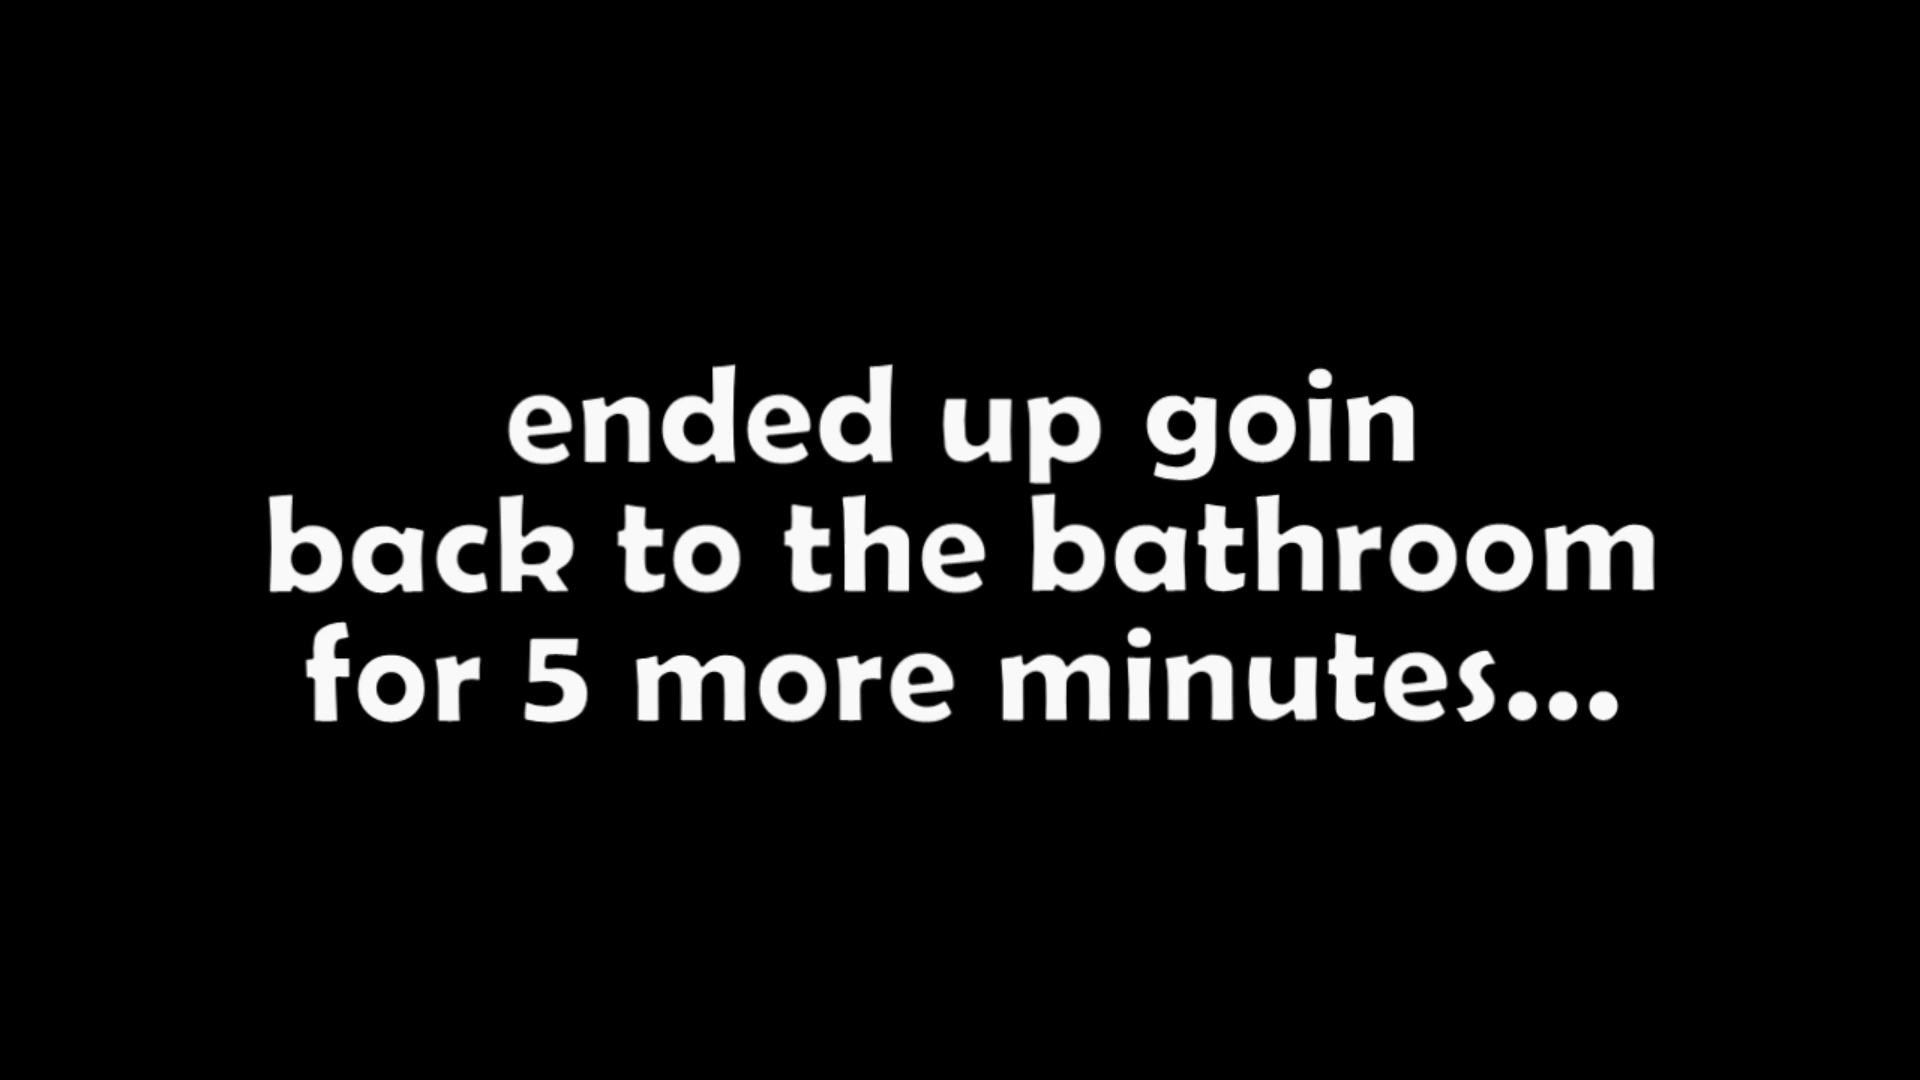 ended up goin
back to the bathroom
for 5 more minutes...